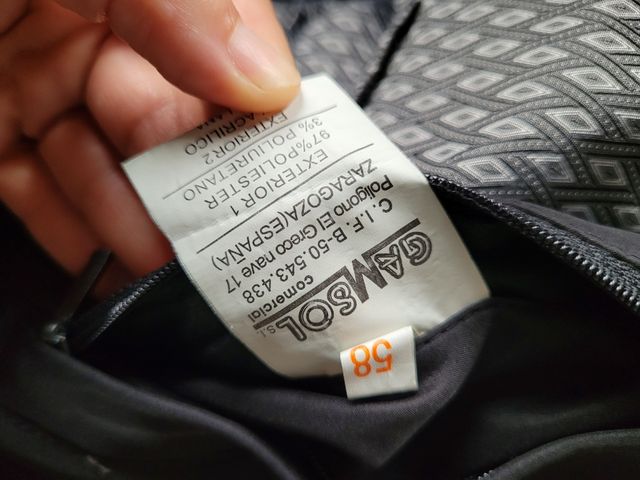 58
GAMSOL
comercial s.l.
C.I.F. B-50.543.438
Polígono El Greco nave 17
ZARAGOZA(ESPAÑA)
EXTERIOR 1
97%POLIESTER
3% POLIURETANO
EXTERIOR 2
ACRILICO